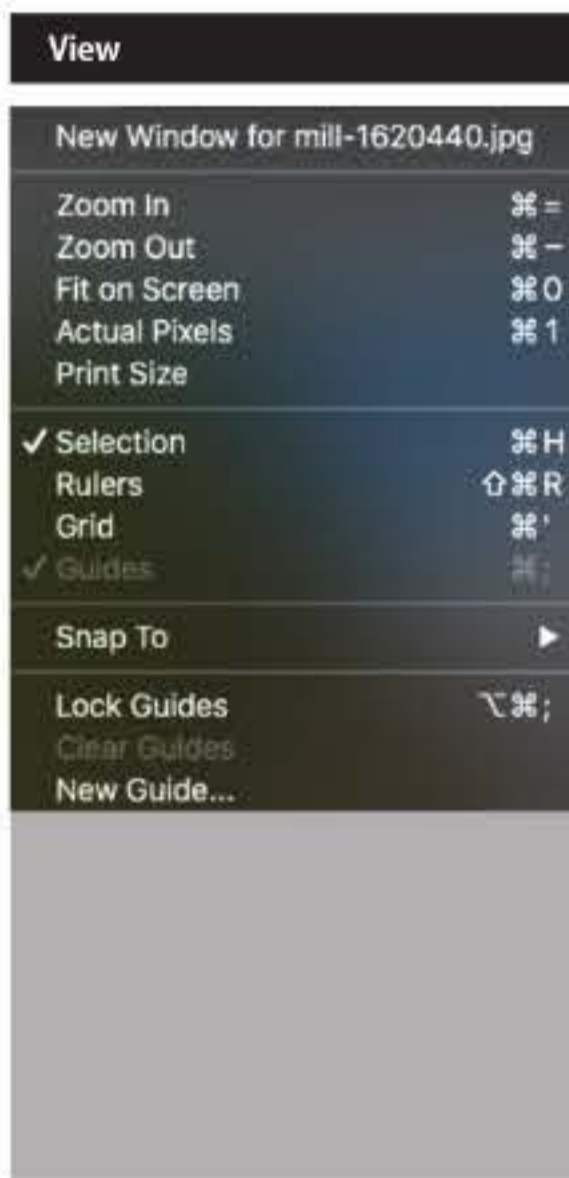 View
New Window for mill-1620440.jpg
Zoom In ⌘=
Zoom Out ⌘−
Fit on Screen ⌘0
Actual Pixels ⌘1
Print Size
✓ Selection ⌘H
Rulers ⇧⌘R
Grid ⌘'
✓ Guides ⌘;
Snap To ▶
Lock Guides ⌥⌘;
Clear Guides
New Guide...